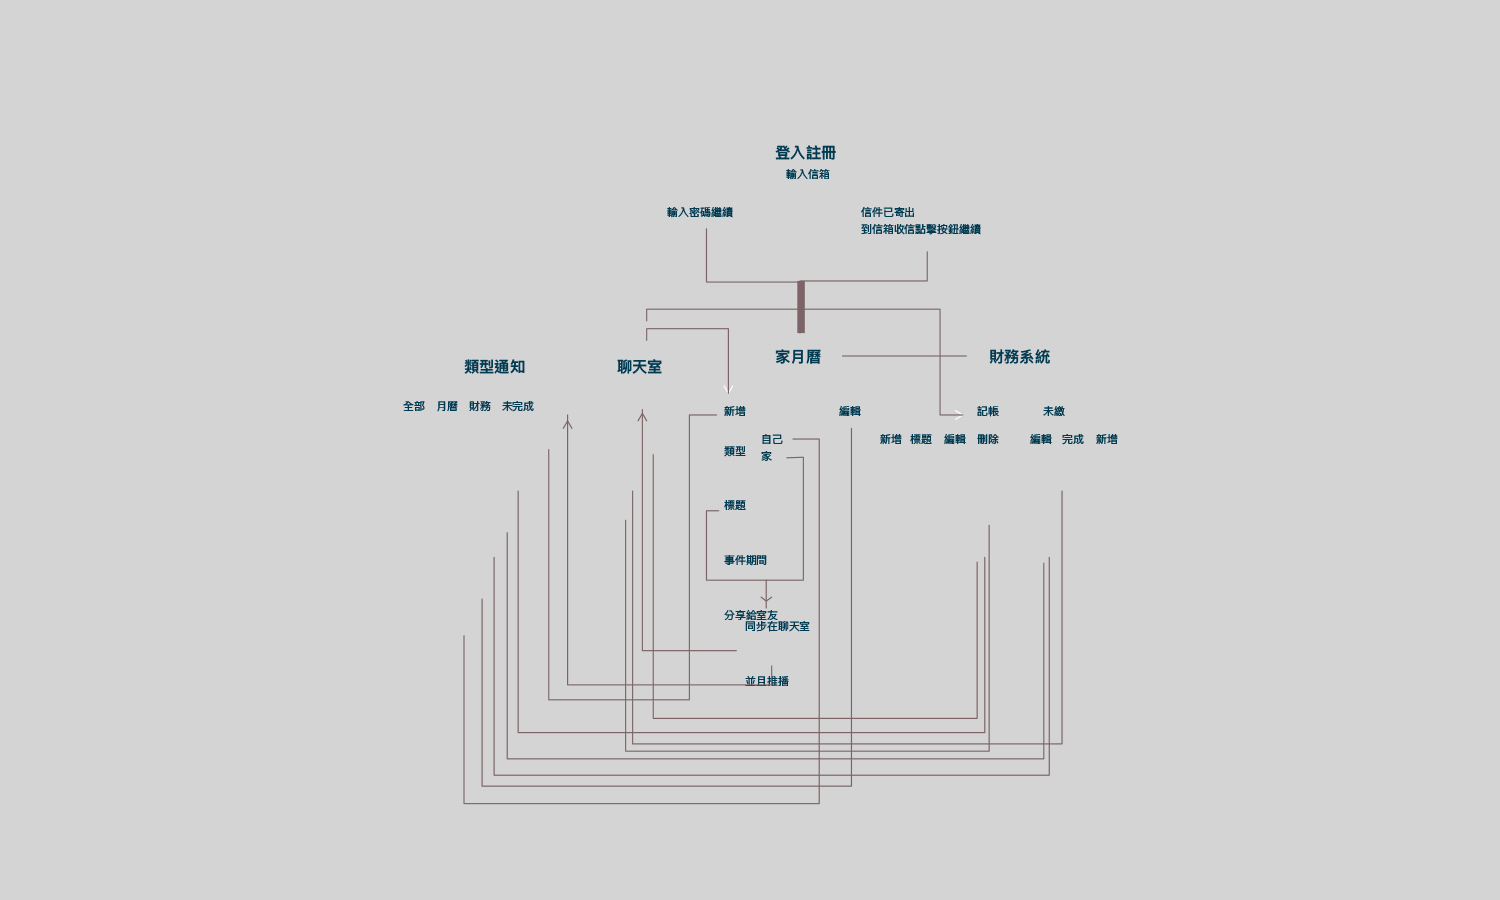 登入註冊
輸入信箱
輸入密碼繼續
信件已寄出
到信箱收信點擊按鈕繼續
類型通知
聊天室
家月曆
財務系統
全部 月曆 財務 未完成
新增
編輯
記帳
未繳
自己
新增 標題 編輯 刪除
編輯 完成 新增
類型
家
標題
事件期間
分享給室友
同步在聊天室
並且推播